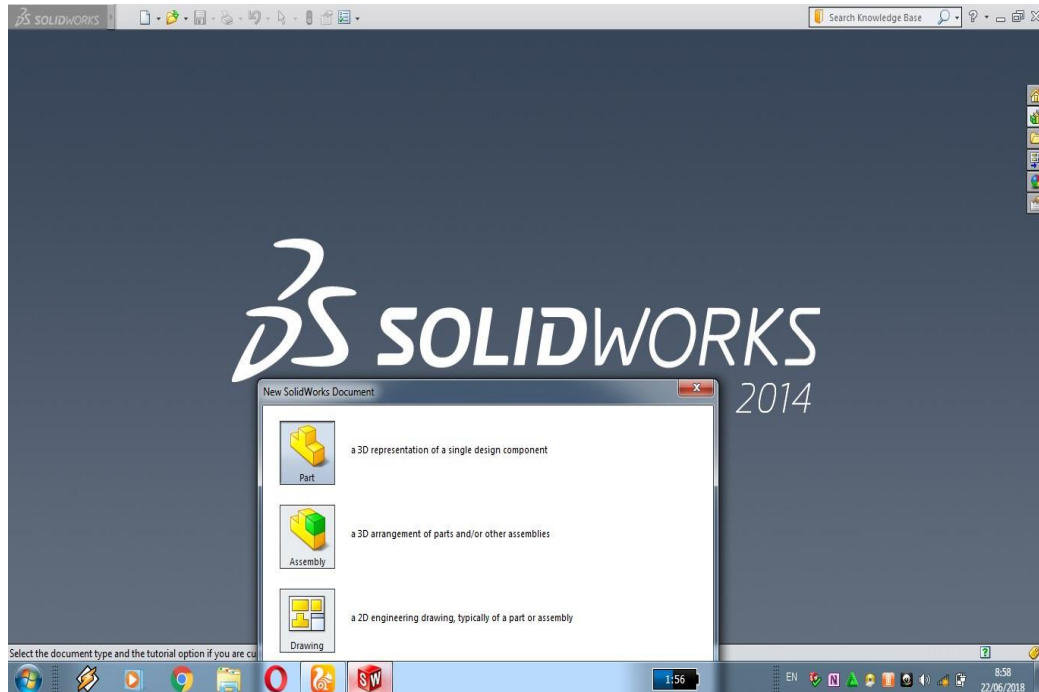 SOLIDWORKS
Search Knowledge Base
SOLIDWORKS
2014
New SolidWorks Document
Part
a 3D representation of a single design component
Assembly
a 3D arrangement of parts and/or other assemblies
Drawing
a 2D engineering drawing, typically of a part or assembly
Select the document type and the tutorial option if you are cu
SW
1:56
EN
8:58
22/06/2018